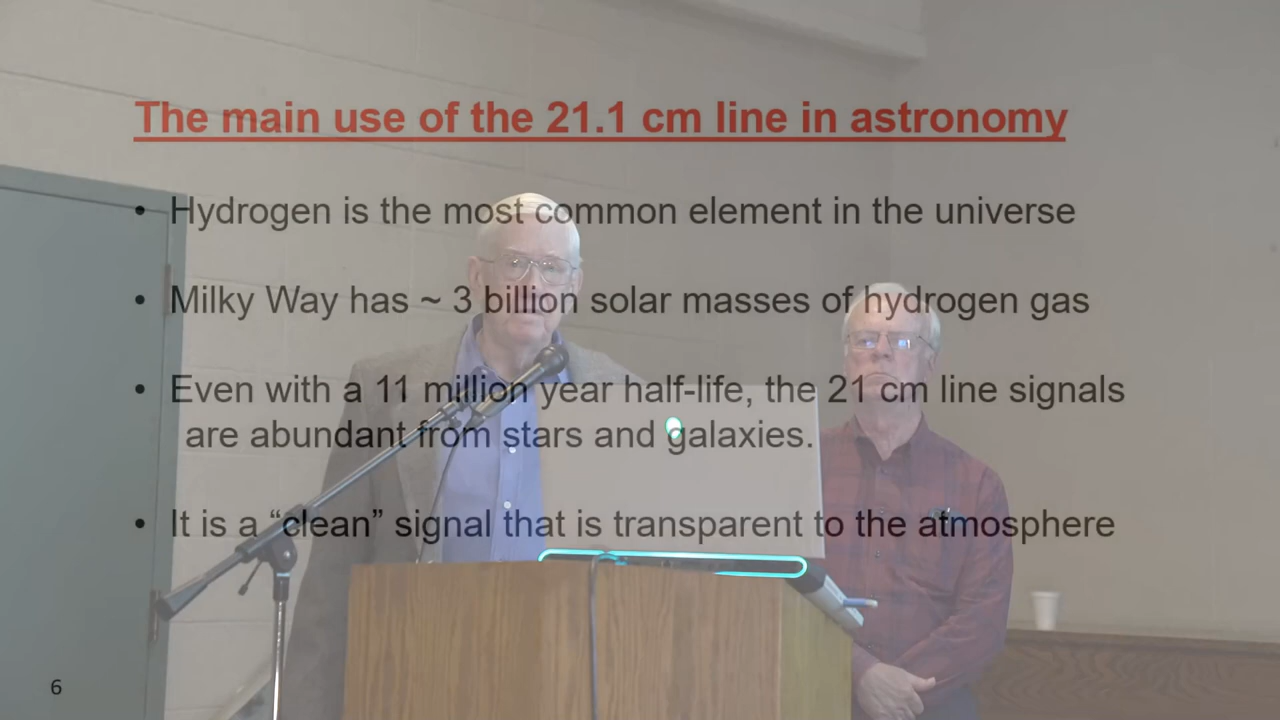 The main use of the 21.1 cm line in astronomy
• Hydrogen is the most common element in the universe
• Milky Way has ~ 3 billion solar masses of hydrogen gas
• Even with a 11 million year half-life, the 21 cm line signals
are abundant from stars and galaxies.
• It is a “clean” signal that is transparent to the atmosphere
6